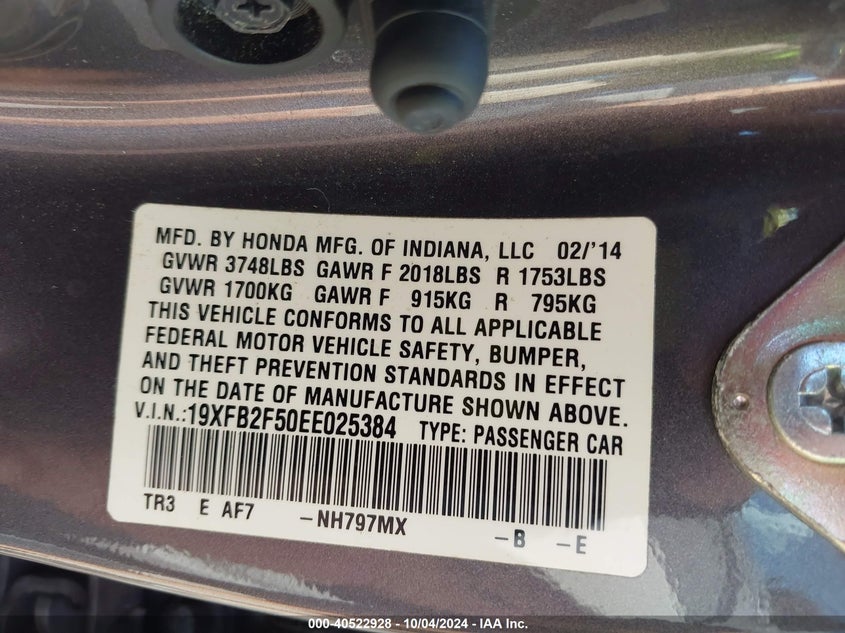 MFD. BY HONDA MFG. OF INDIANA, LLC 02/'14
GVWR 3748LBS GAWR F 2018LBS R 1753LBS
GVWR 1700KG GAWR F 915KG R 795KG
THIS VEHICLE CONFORMS TO ALL APPLICABLE
FEDERAL MOTOR VEHICLE SAFETY, BUMPER,
AND THEFT PREVENTION STANDARDS IN EFFECT
ON THE DATE OF MANUFACTURE SHOWN ABOVE.
V.I.N.:19XFB2F50EE025384 TYPE: PASSENGER CAR
TR3 E AF7 -NH797MX -B -E
000-40522928 - 10/04/2024 - IAA Inc.